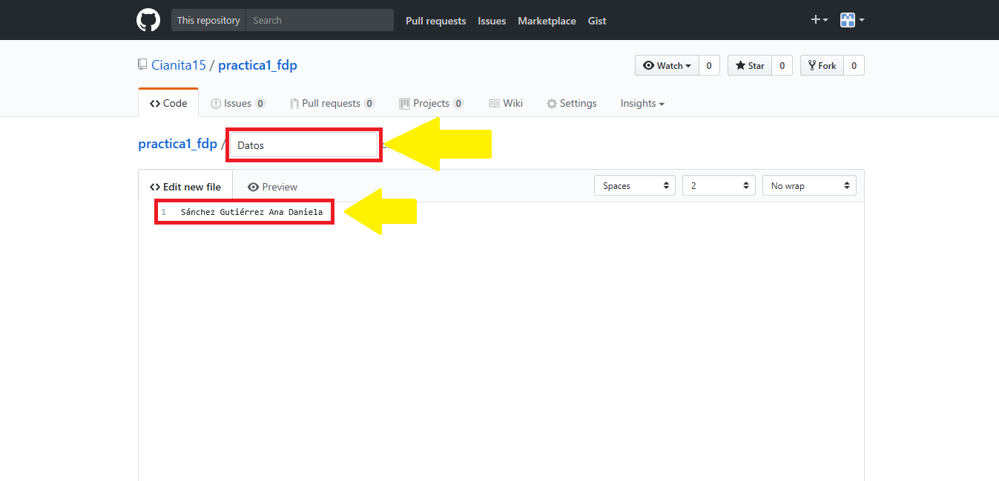 This repository Search Pull requests Issues Marketplace Gist
Cianita15 / practica1_fdp Watch 0 Star 0 Fork 0
Code Issues 0 Pull requests 0 Projects 0 Wiki Settings Insights
practica1_fdp / Datos
Edit new file Preview Spaces 2 No wrap
1 Sánchez Gutiérrez Ana Daniela